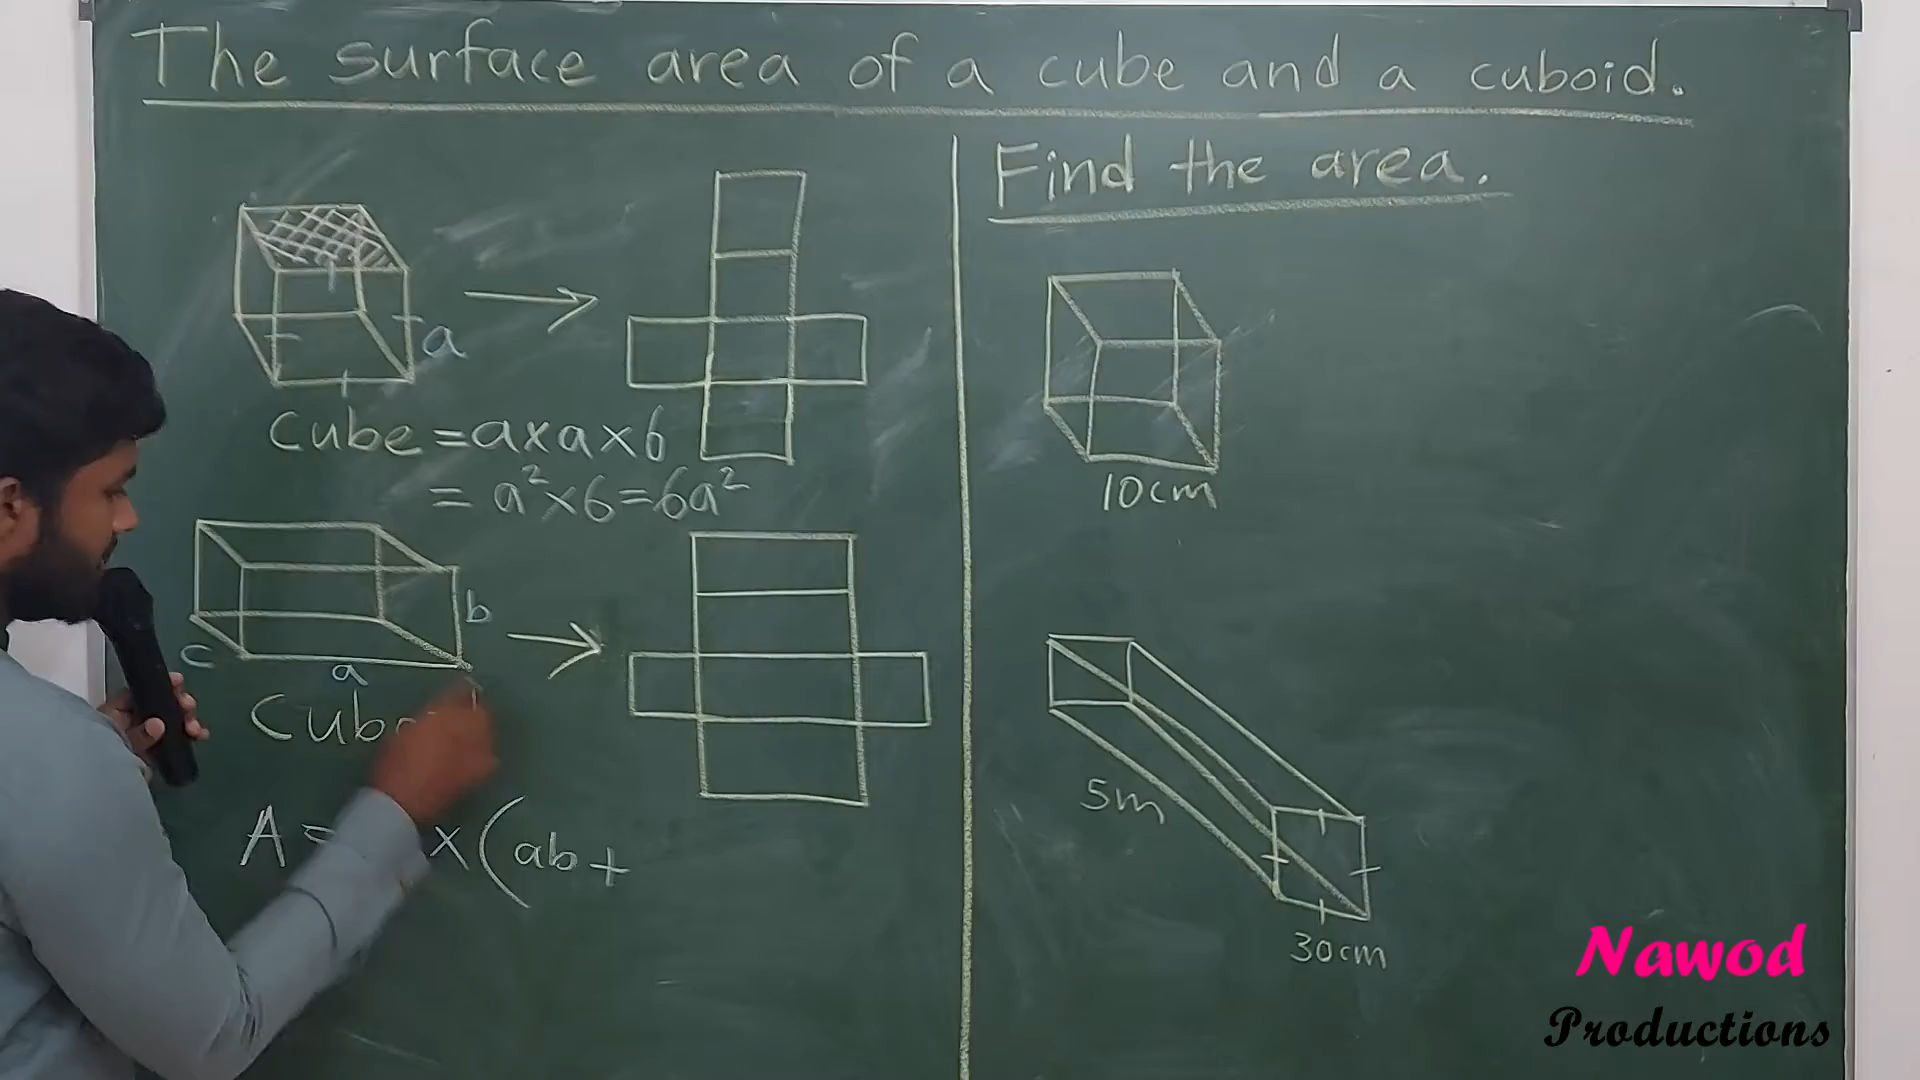 The surface area of a cube and a cuboid.
a
Cube = a×a×6
= a²×6=6a²
b
c
a
A = × (ab +
Find the area.
10cm
5m
30cm
Nawod
Productions